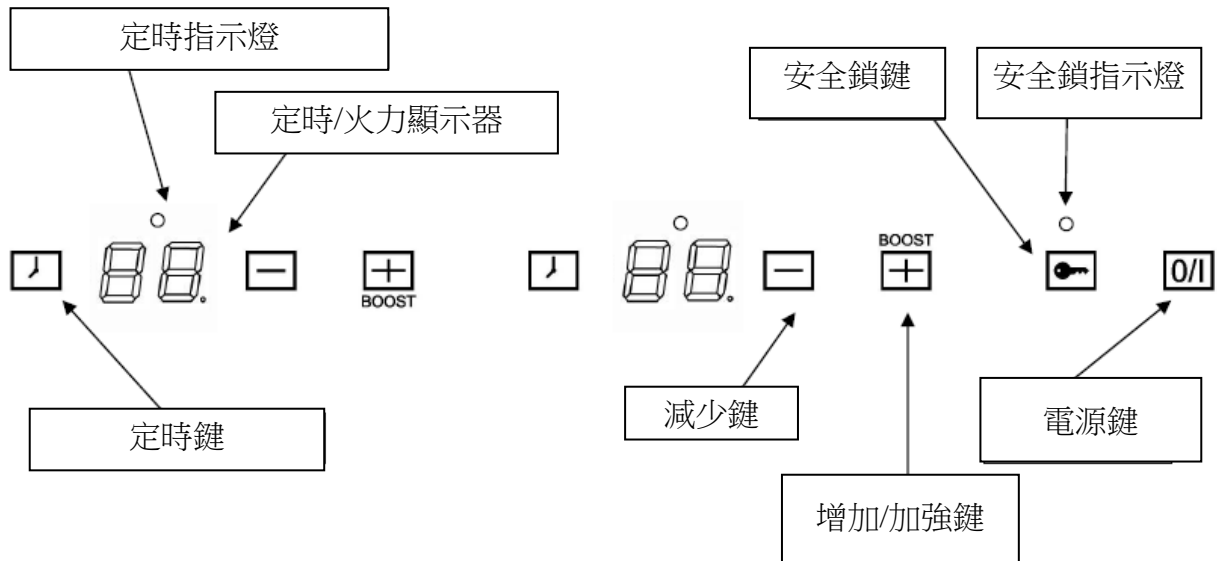 定時指示燈
定時/火力顯示器
安全鎖鍵
安全鎖指示燈
88.
BOOST
88.
BOOST
0/I
定時鍵
減少鍵
增加/加強鍵
電源鍵